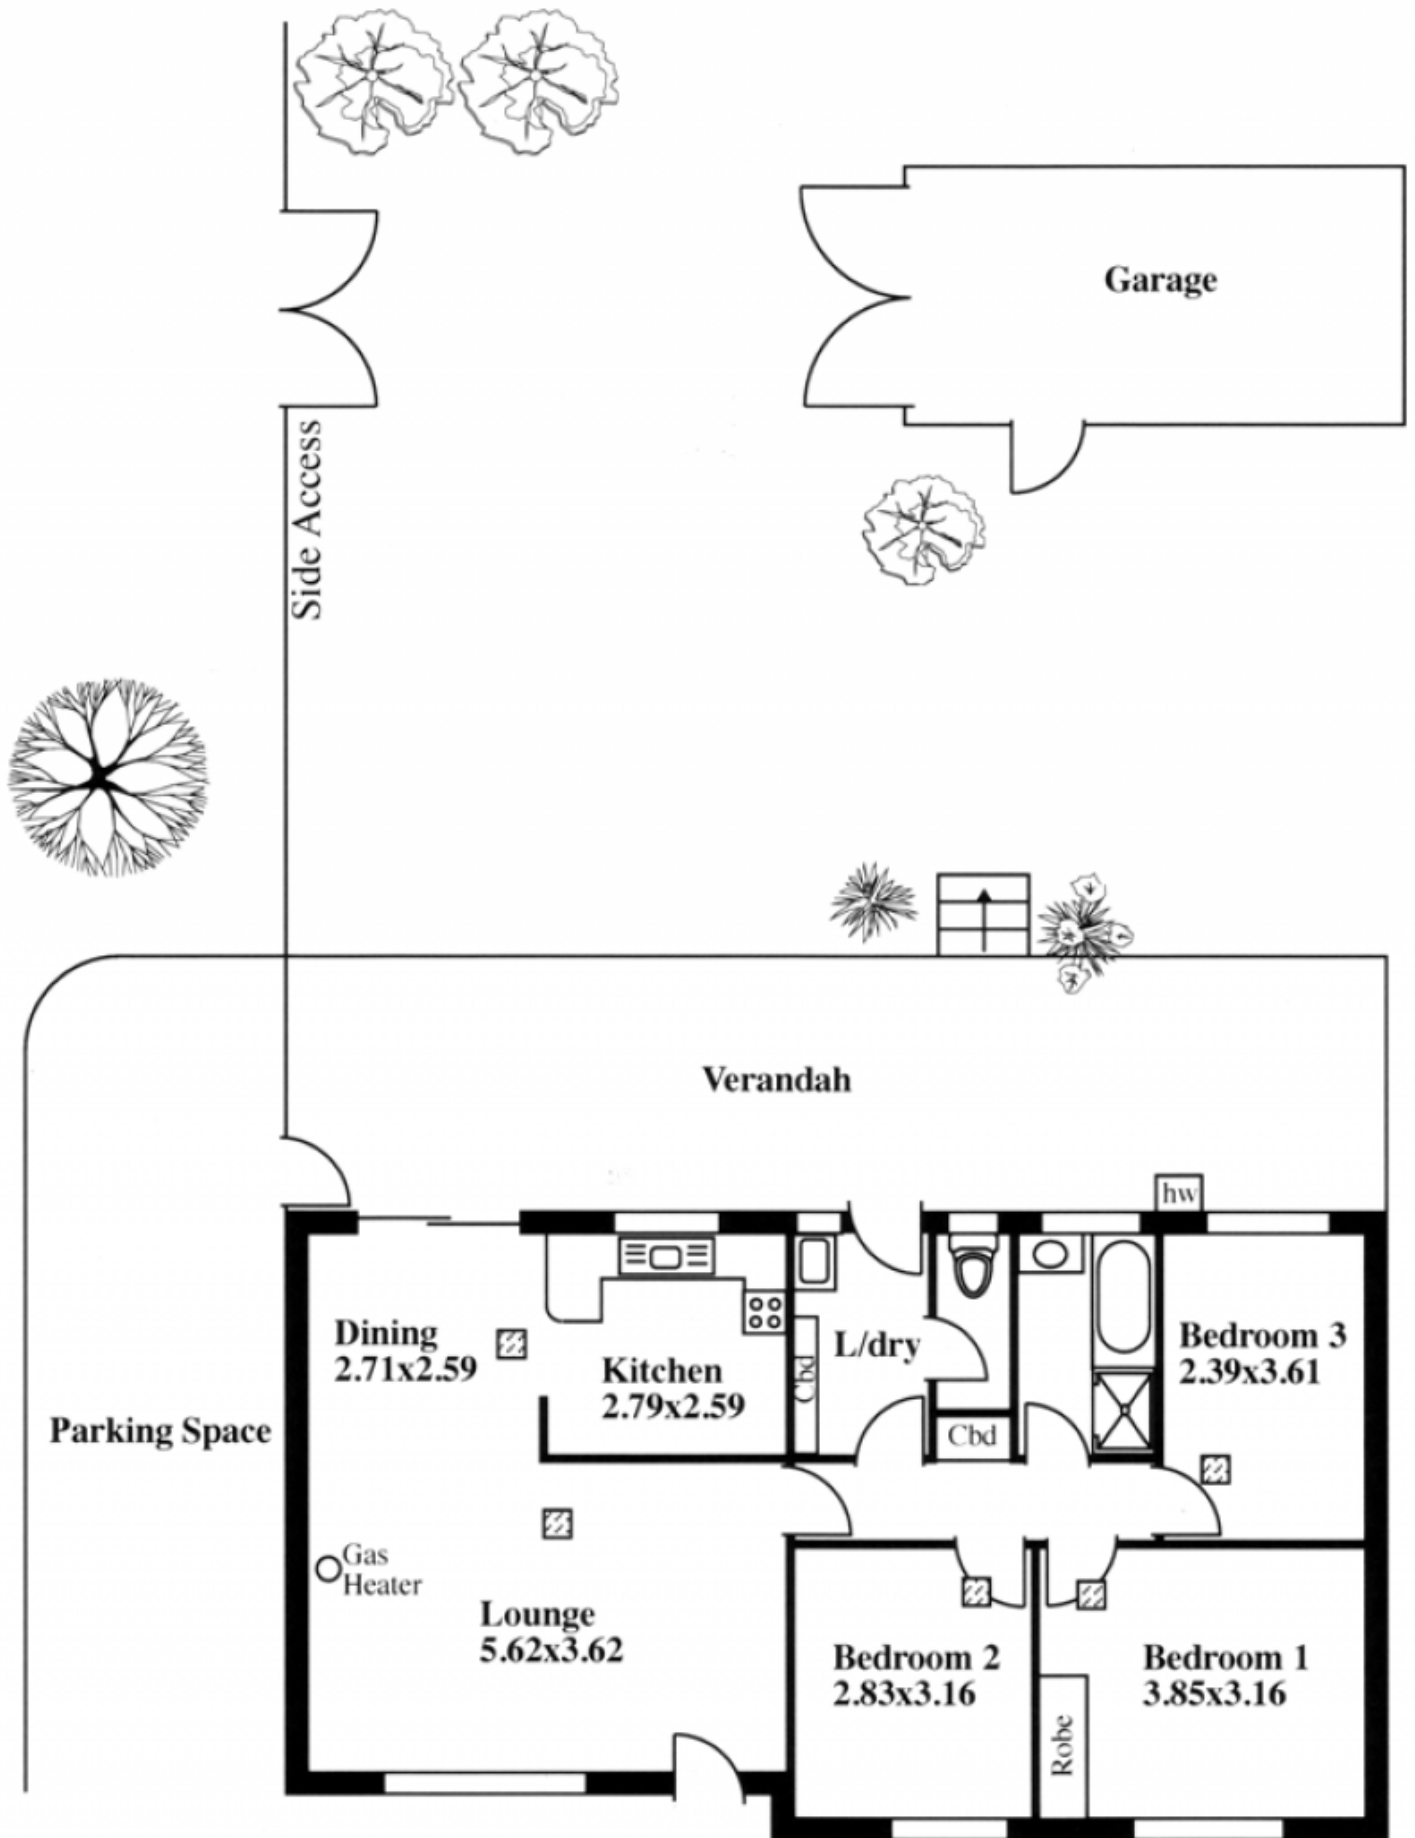 Garage
Side Access
Verandah
hw
Dining
2.71x2.59
Kitchen
2.79x2.59
L/dry
Cbd
Cbd
Bedroom 3
2.39x3.61
Parking Space
Gas
Heater
Lounge
5.62x3.62
Bedroom 2
2.83x3.16
Bedroom 1
3.85x3.16
Robe